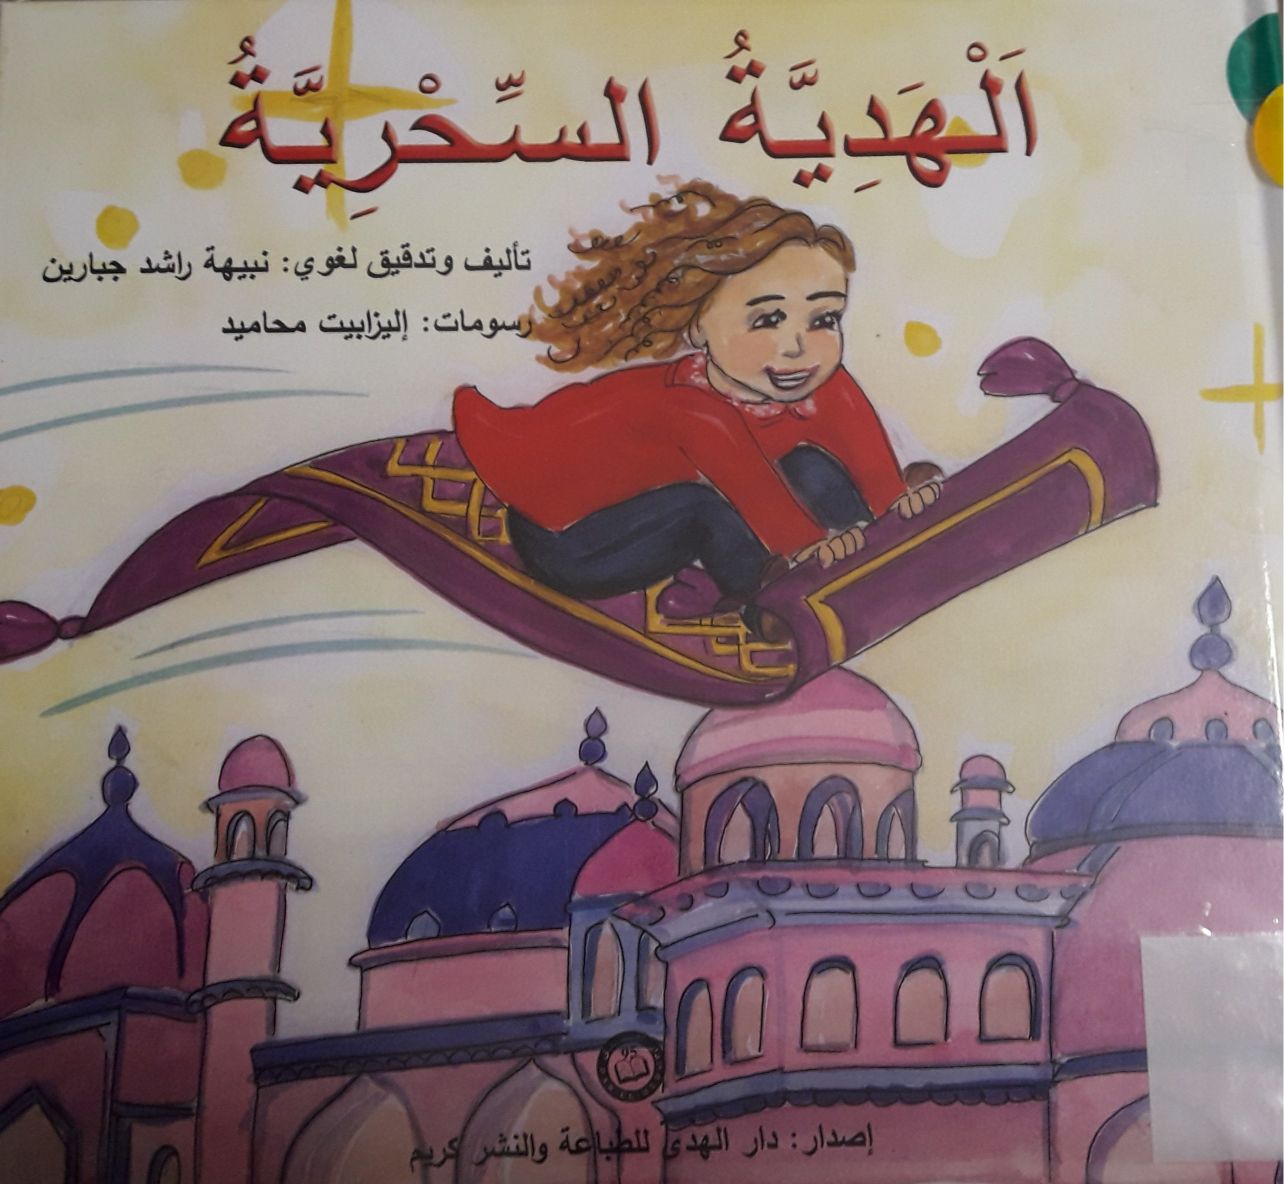 اَلْهَدِيَّةُ السِّحْرِيَّةُ
تأليف وتدقيق لغوي: نبيهة راشد جبارين
رسومات: إليزابيت محاميد
إصدار: دار الهدى للطباعة والنشر كريم